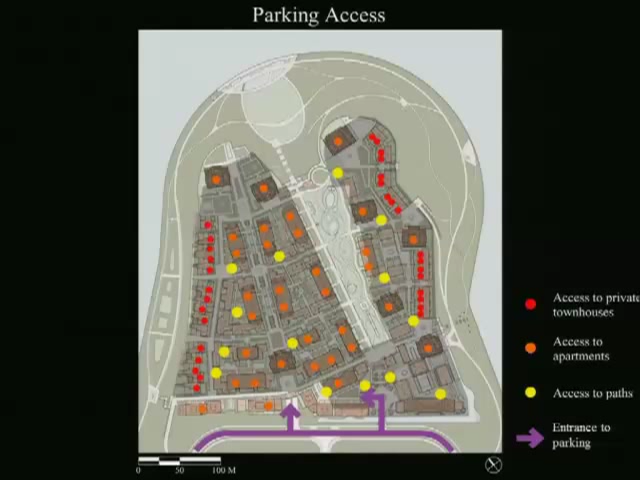 Parking Access
Access to private
townhouses
Access to
apartments
Access to paths
Entrance to
parking
0 50 100 M